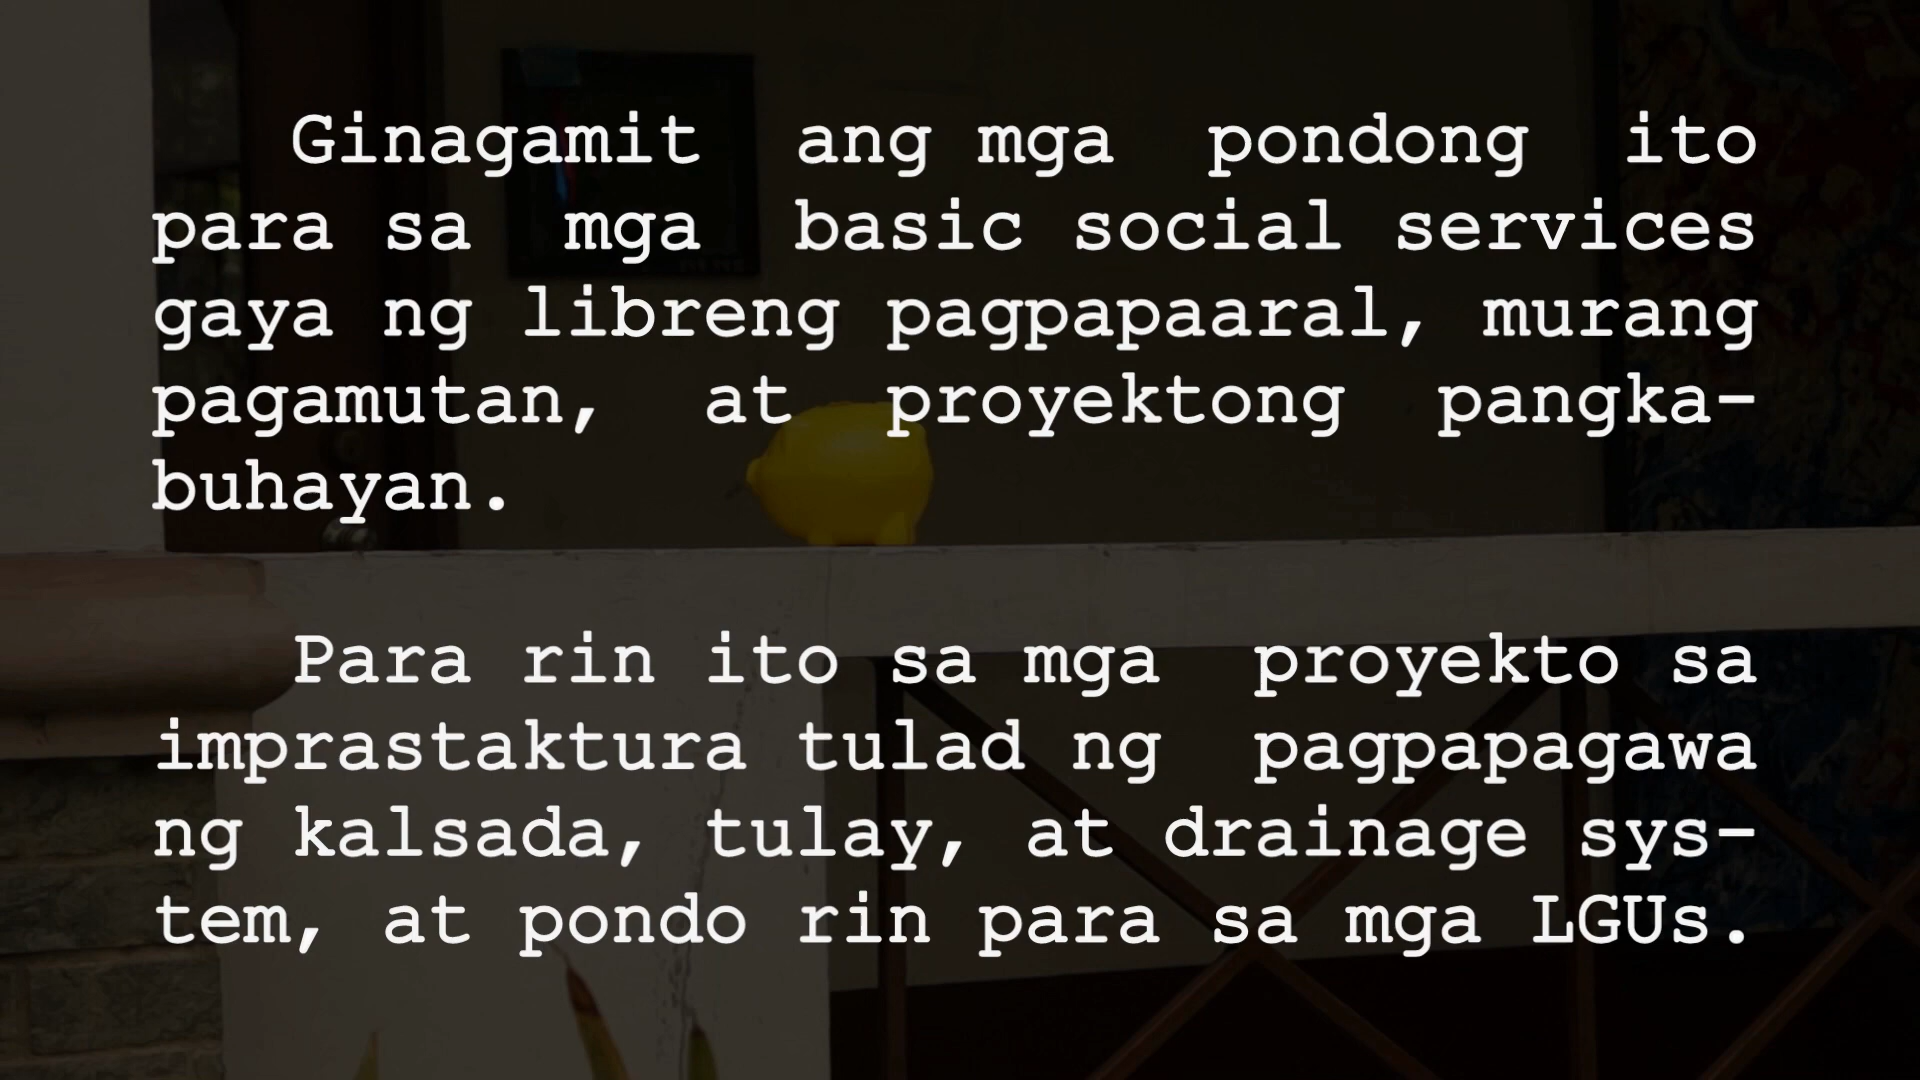 Ginagamit ang mga pondong ito
para sa mga basic social services
gaya ng libreng pagpapaaral, murang
pagamutan, at proyektong pangka-
buhayan.
Para rin ito sa mga proyekto sa
imprastaktura tulad ng pagpapagawa
ng kalsada, tulay, at drainage sys-
tem, at pondo rin para sa mga LGUs.